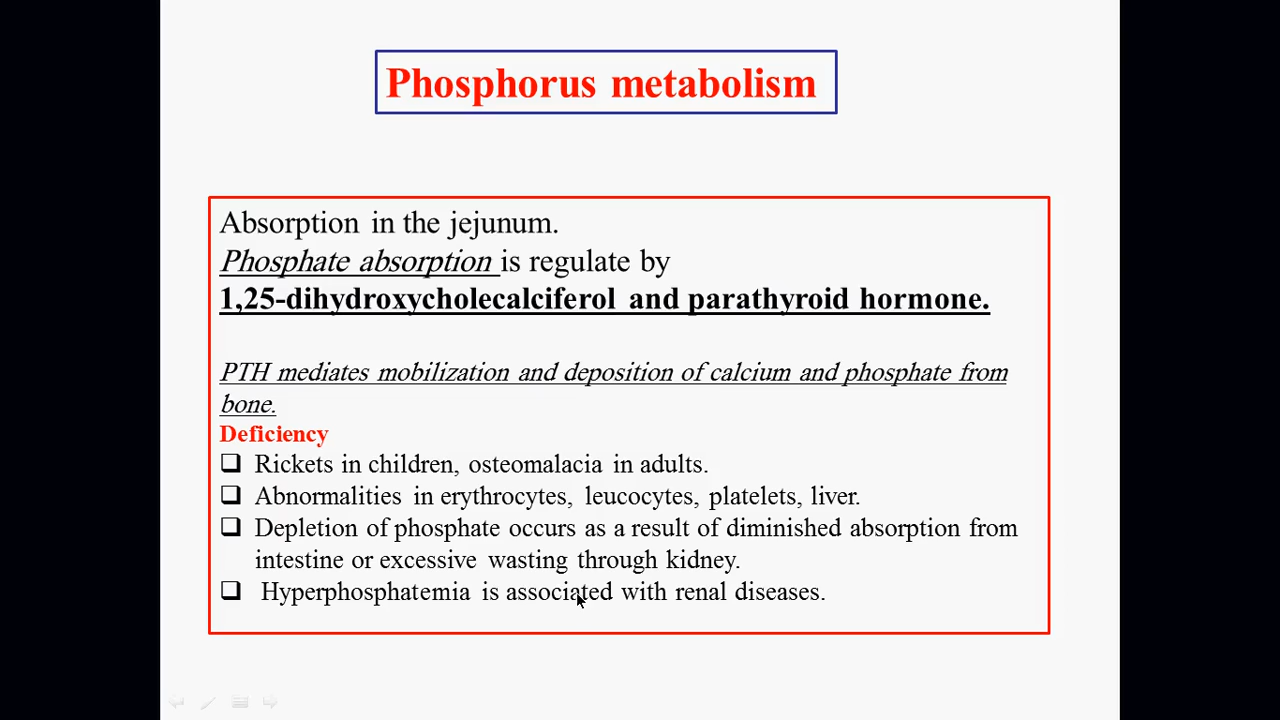 Phosphorus metabolism
Absorption in the jejunum.
Phosphate absorption is regulate by
1,25-dihydroxycholecalciferol and parathyroid hormone.
PTH mediates mobilization and deposition of calcium and phosphate from
bone.
Deficiency
Rickets in children, osteomalacia in adults.
Abnormalities in erythrocytes, leucocytes, platelets, liver.
Depletion of phosphate occurs as a result of diminished absorption from
intestine or excessive wasting through kidney.
Hyperphosphatemia is associated with renal diseases.